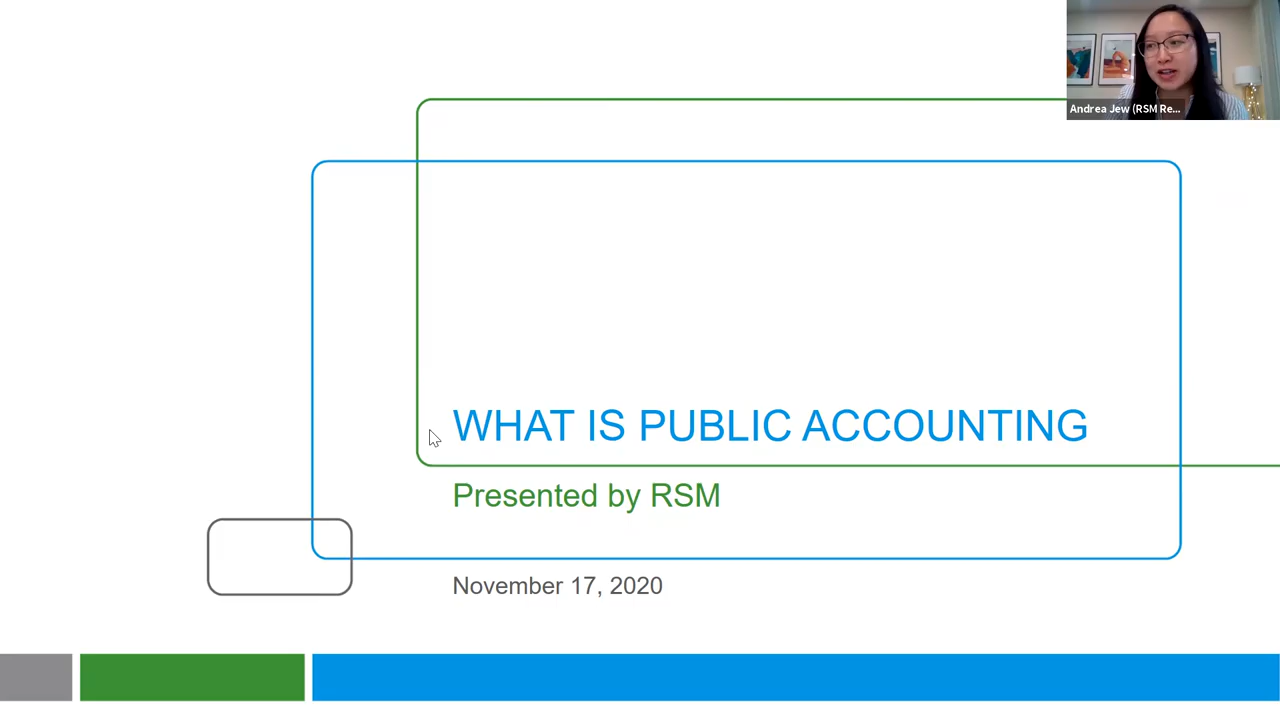 Andrea Jew (RSM Re...
WHAT IS PUBLIC ACCOUNTING
Presented by RSM
November 17, 2020